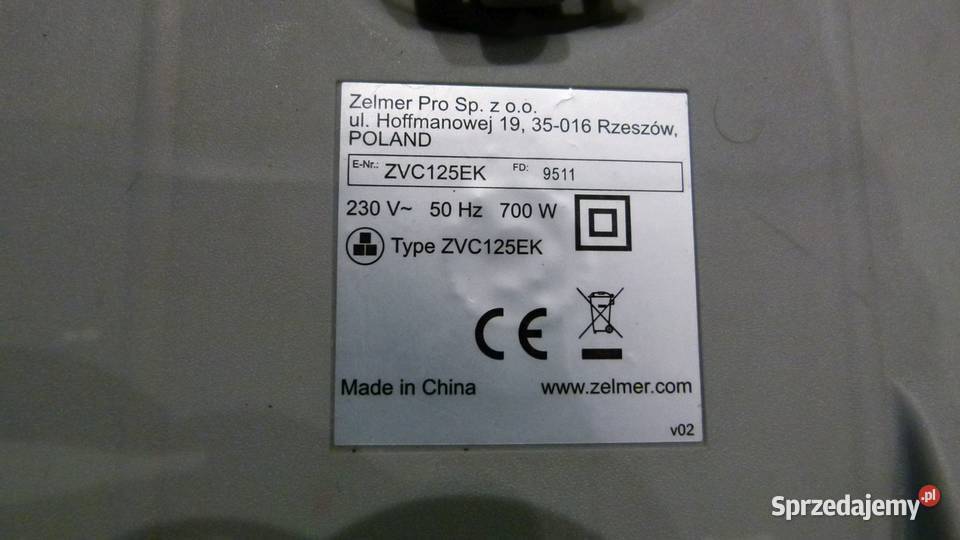 Zelmer Pro Sp. z o.o.
ul. Hoffmanowej 19, 35-016 Rzeszów,
POLAND
E-Nr.: ZVC125EK FD: 9511
230 V~ 50 Hz 700 W
Type ZVC125EK
CE
Made in China www.zelmer.com
v02
Sprzedajemy.pl